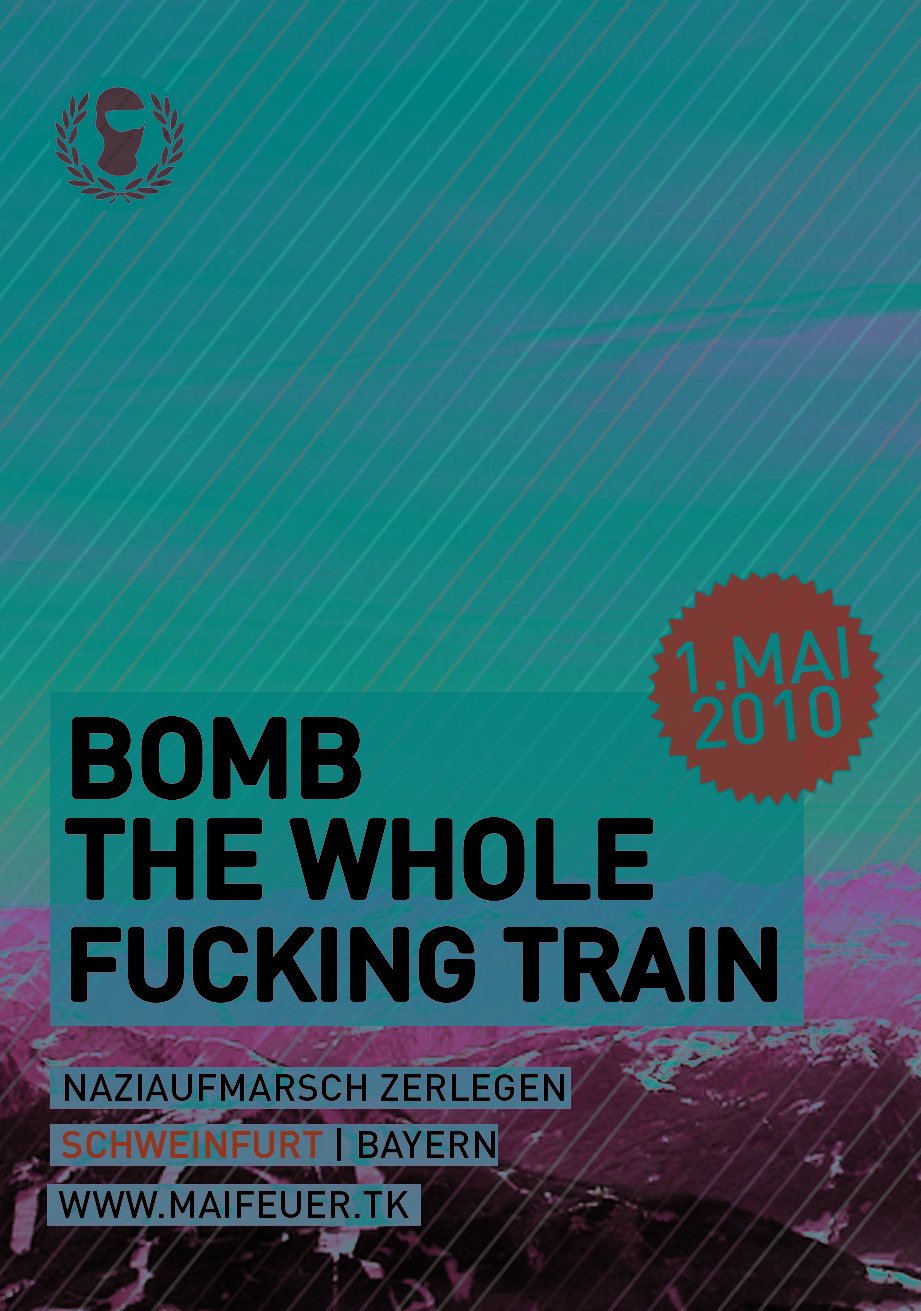 1.MAI
2010
BOMB
THE WHOLE
FUCKING TRAIN
NAZIAUFMARSCH ZERLEGEN
SCHWEINFURT | BAYERN
WWW.MAIFEUER.TK